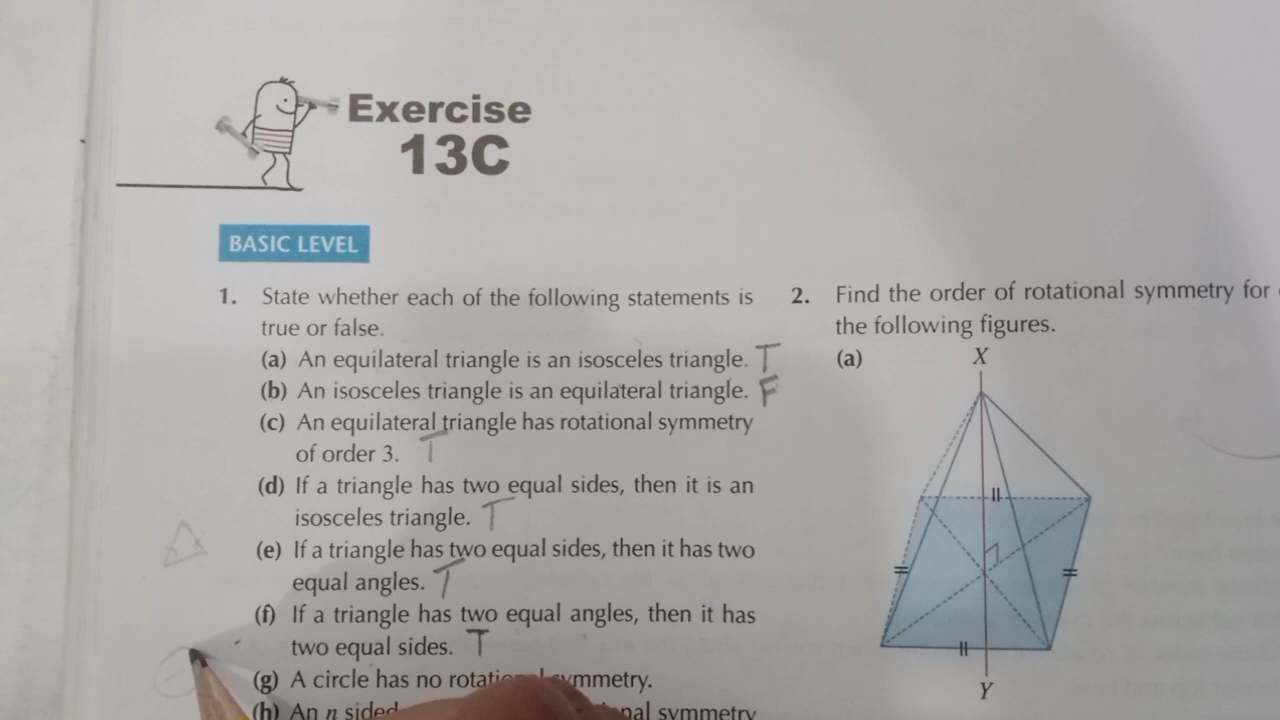 Exercise
13C
BASIC LEVEL
1. State whether each of the following statements is
true or false.
(a) An equilateral triangle is an isosceles triangle. T
(b) An isosceles triangle is an equilateral triangle. F
(c) An equilateral triangle has rotational symmetry
of order 3. T
(d) If a triangle has two equal sides, then it is an
isosceles triangle. T
(e) If a triangle has two equal sides, then it has two
equal angles. T
(f) If a triangle has two equal angles, then it has
two equal sides. T
(g) A circle has no symmetry.
(h) An n sided symmetry
2. Find the order of rotational symmetry for
the following figures.
(a)
X
Y